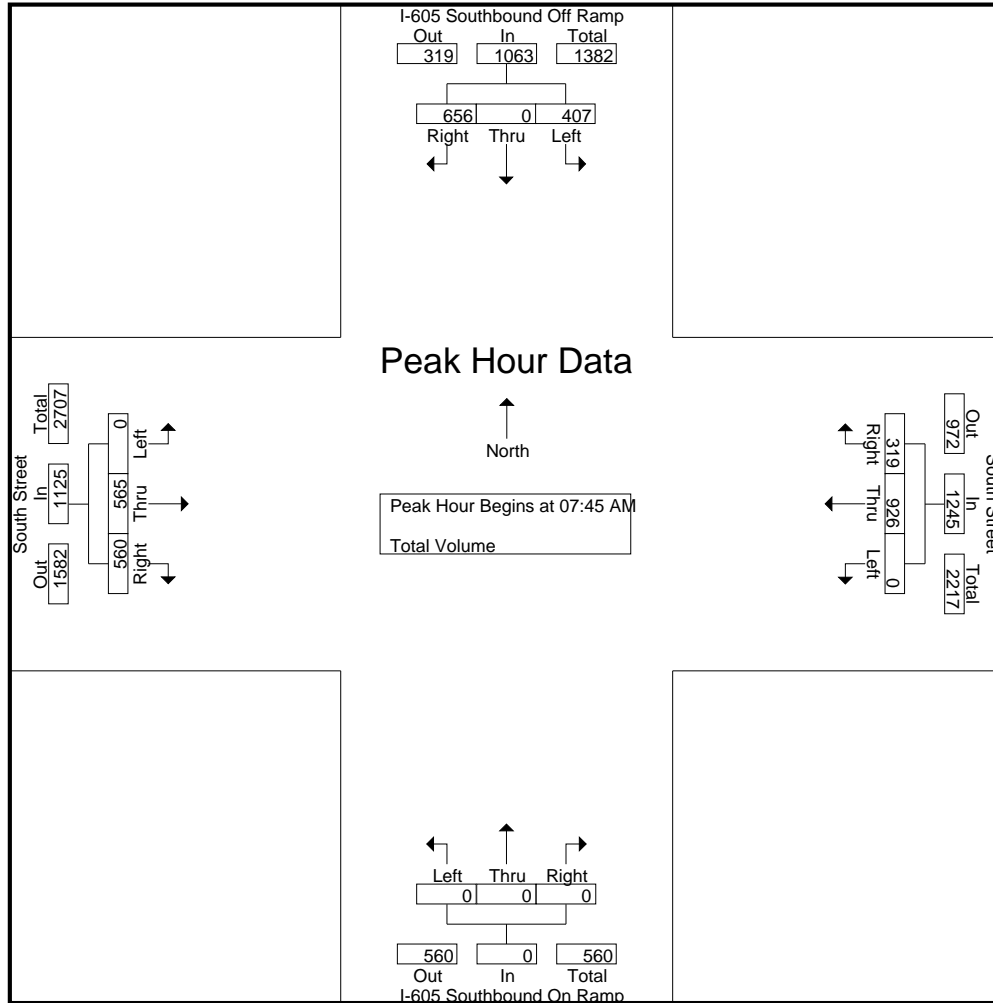 I-605 Southbound Off Ramp
Out In Total
319 1063 1382
656 0 407
Right Thru Left
Peak Hour Data
North
Peak Hour Begins at 07:45 AM
Total Volume
South Street
Out In Total
1582 1125 2707
Left Thru Right
0 565 560
South Street
Out In Total
972 1245 2217
Right Thru Left
319 926 0
Left Thru Right
0 0 0
560 0 560
Out In Total
I-605 Southbound On Ramp